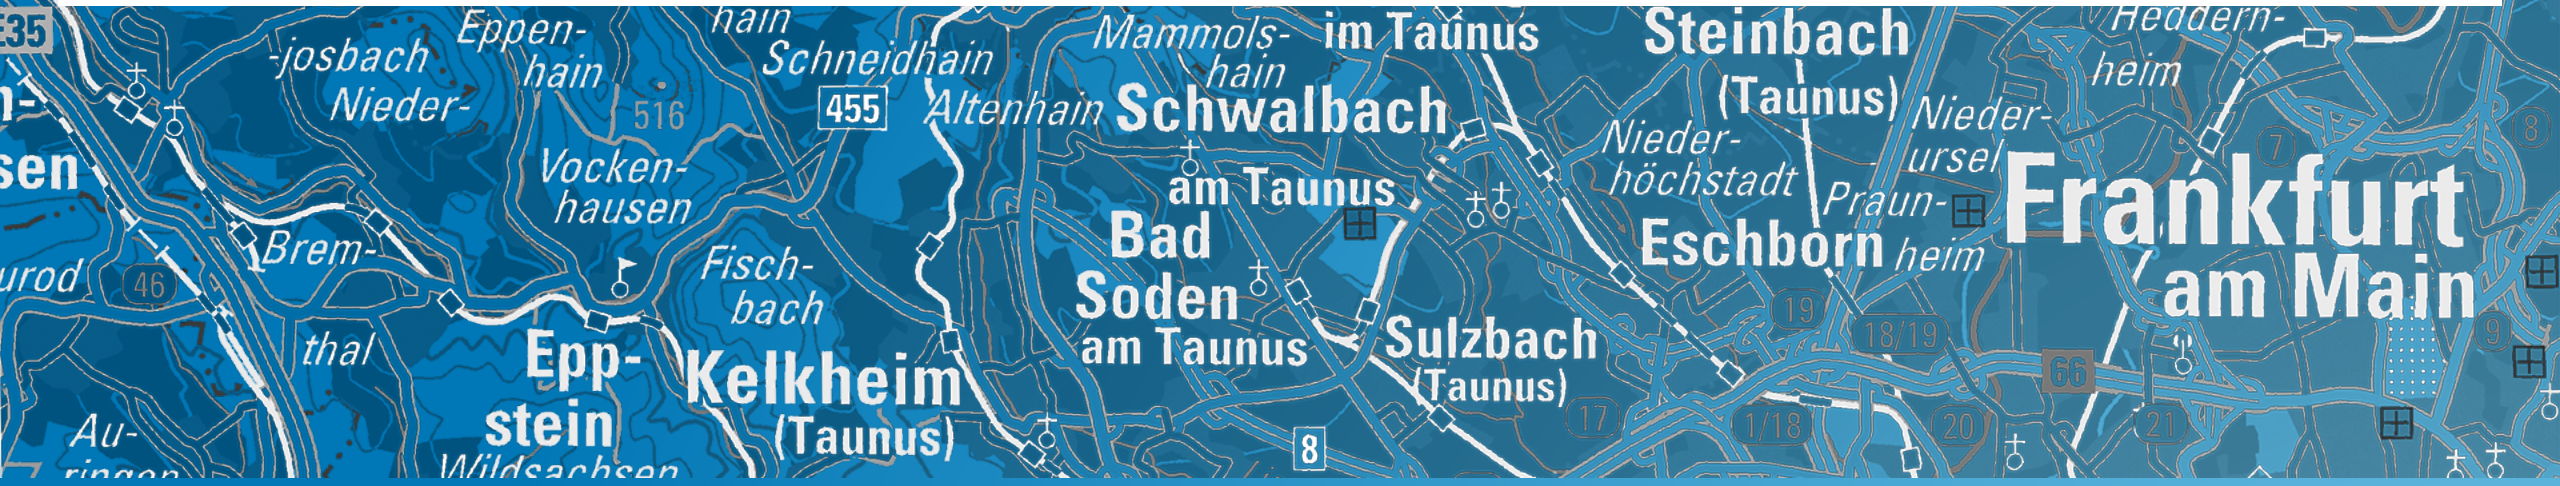 E35
-josbach
Nieder-
Eppen-
hain
hain
Schneidhain
516
455
Altenhain
Mammols-
hain
im Taunus
Schwalbach
am Taunus
Steinbach
(Taunus)
Heddern-
heim
Nieder-
ursel
Nieder-
höchstadt
Praun-
heim
Eschborn
Frankfurt
am Main
7
8
n-
sen
Vocken-
hausen
Brem-
thal
urod
46
Fisch-
bach
Bad
Soden
am Taunus
Sulzbach
(Taunus)
19
18/19
66
9
Epp-
stein
Kelkheim
(Taunus)
8
17
1/18
20
21
Au-
ringen
Wildsachsen